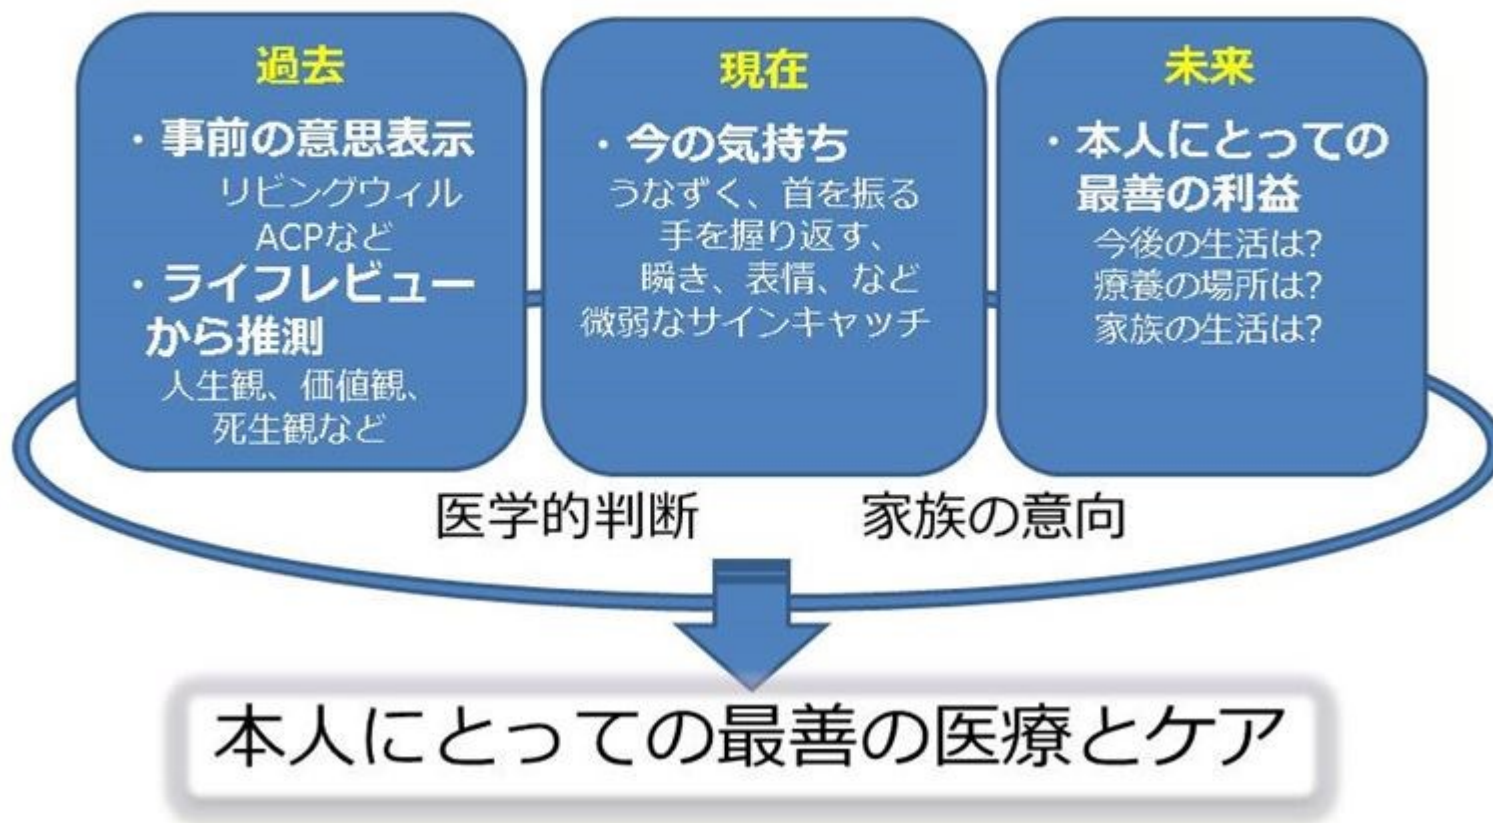 過去
・事前の意思表示
リビングウィル
ACPなど
・ライフレビュー
から推測
人生観、価値観、
死生観など
現在
・今の気持ち
うなずく、首を振る
手を握り返す、
瞬き、表情、など
微弱なサインキャッチ
未来
・本人にとっての
最善の利益
今後の生活は?
療養の場所は?
家族の生活は?
医学的判断
家族の意向
本人にとっての最善の医療とケア